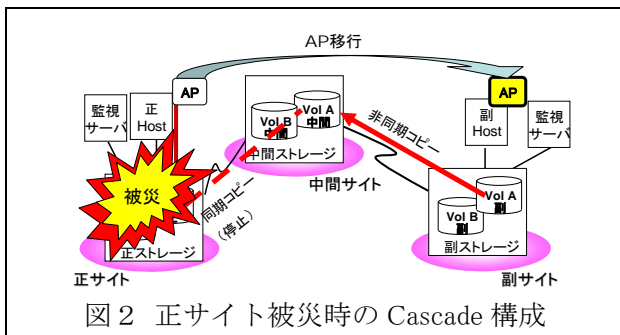 AP移行
AP
監視
サーバ
正
Host
Vol A
中間
Vol B
中間
中間ストレージ
中間サイト
非同期コピー
AP
副
Host
監視
サーバ
被災
同期コピー
(停止)
正ストレージ
正サイト
Vol A
副
Vol B
副
副ストレージ
副サイト
図2 正サイト被災時の Cascade 構成